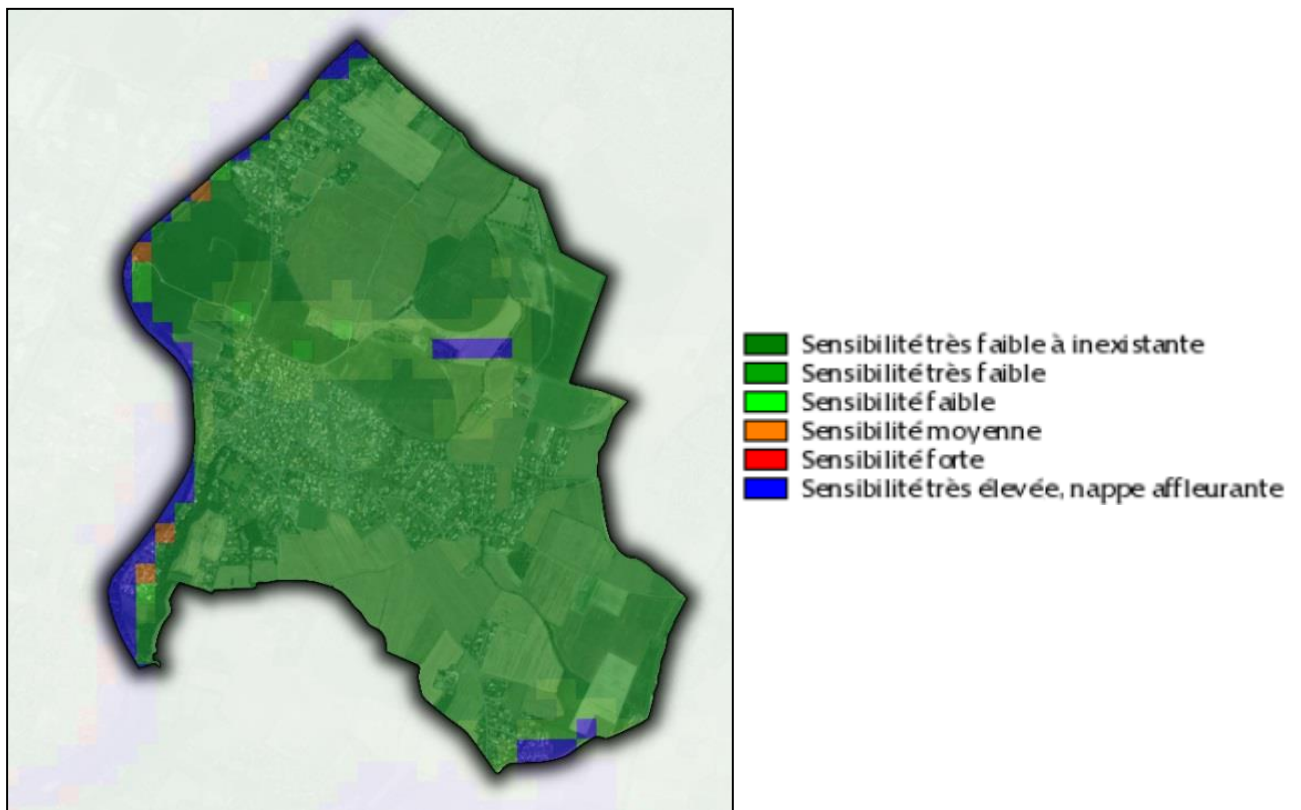 Sensibilité très faible à inexistante
Sensibilité très faible
Sensibilité faible
Sensibilité moyenne
Sensibilité forte
Sensibilité très élevée, nappe affleurante